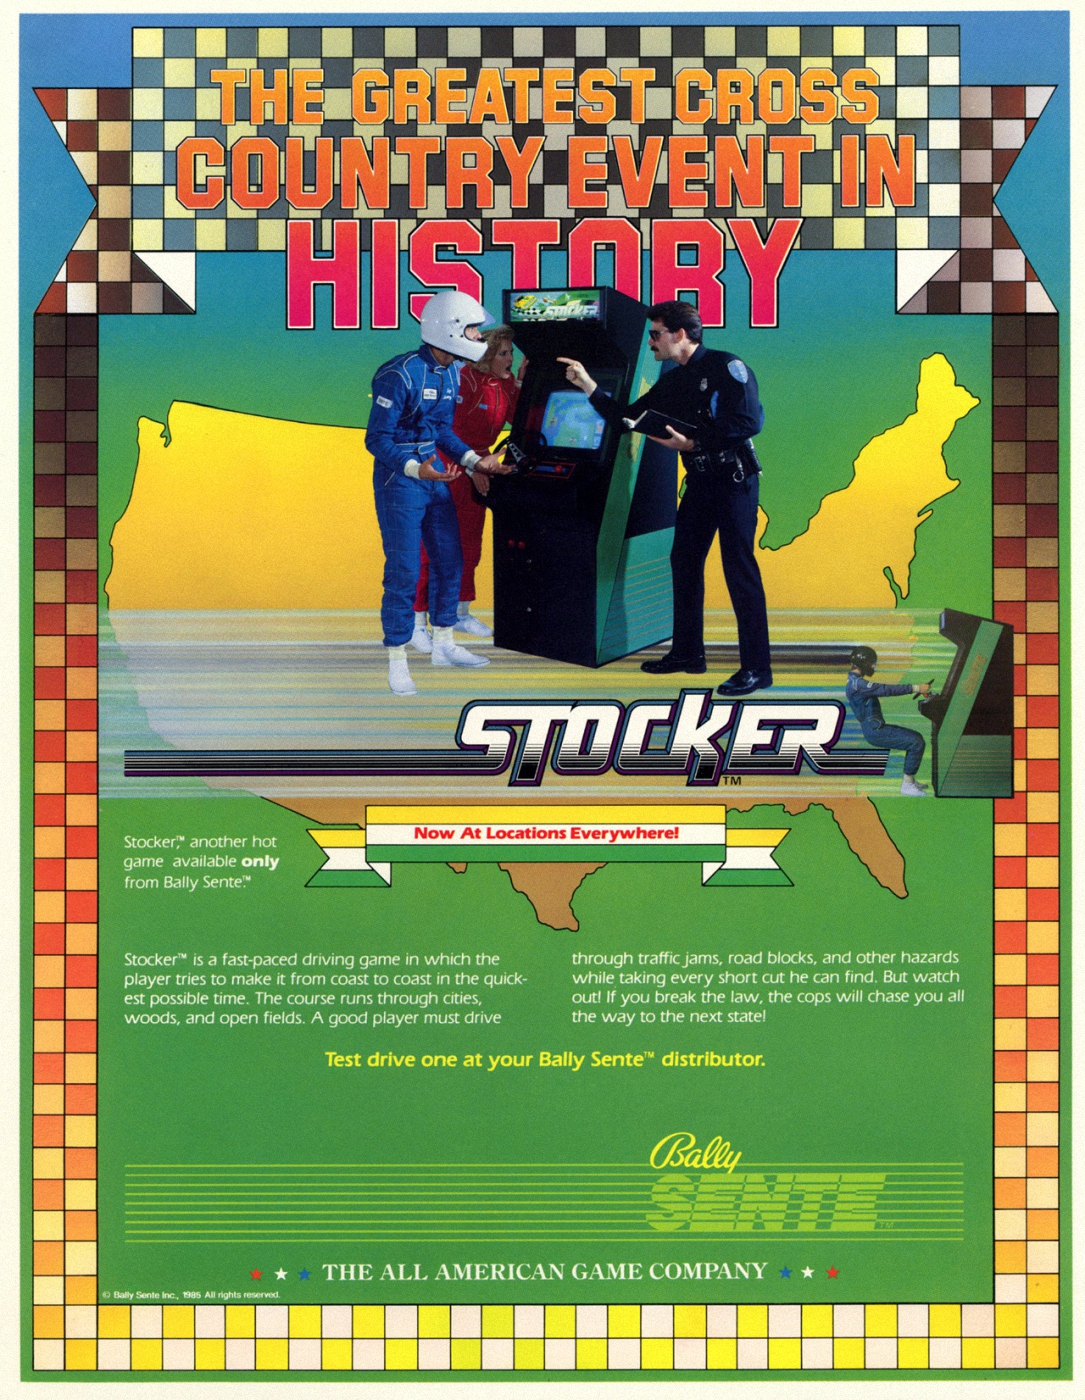 THE GREATEST CROSS
COUNTRY EVENT IN
HISTORY
STOCKER
STOCKER™
Now At Locations Everywhere!
Stocker,™ another hot
game available only
from Bally Sente.™
Stocker™ is a fast-paced driving game in which the
player tries to make it from coast to coast in the quick-
est possible time. The course runs through cities,
woods, and open fields. A good player must drive
through traffic jams, road blocks, and other hazards
while taking every short cut he can find. But watch
out! If you break the law, the cops will chase you all
the way to the next state!
Test drive one at your Bally Sente™ distributor.
Bally
SENTE™
THE ALL AMERICAN GAME COMPANY
© Bally Sente Inc., 1985 All rights reserved.